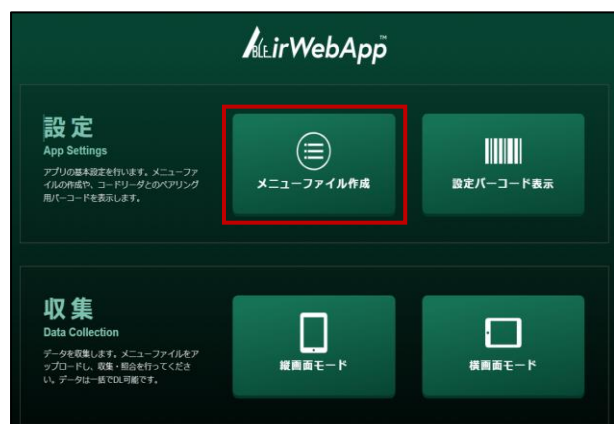 ABLEirWebApp™
設定
App Settings
アプリの基本設定を行います。メニューファ
イルの作成や、コードリーダとのペアリング
用バーコードを表示します。
メニューファイル作成
設定バーコード表示
収集
Data Collection
データを収集します。メニューファイルをア
ップロードし、収集・照合を行ってくださ
い。データは一括でDL可能です。
縦画面モード
横画面モード